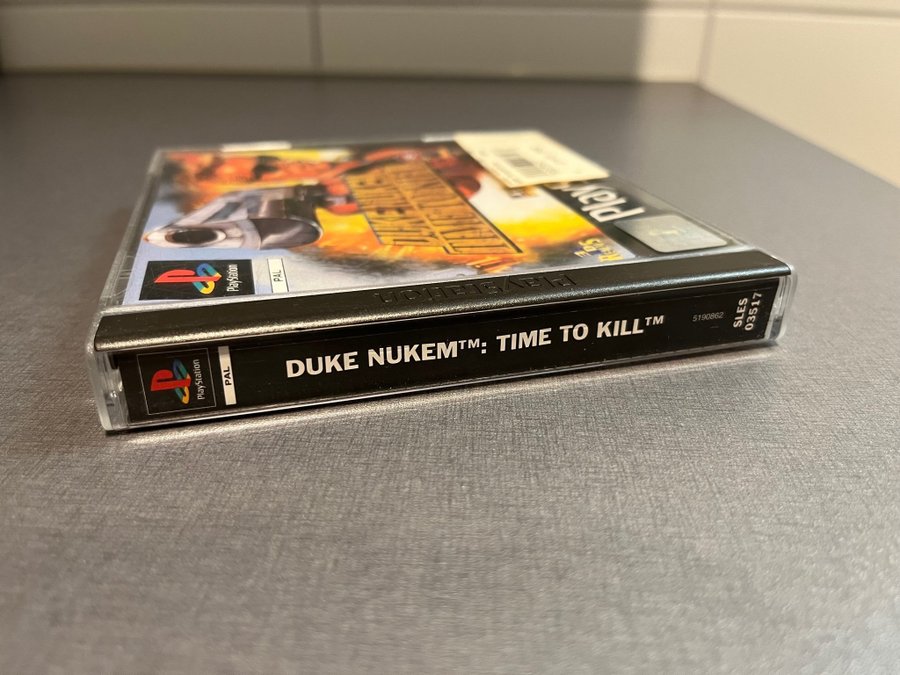 PlayStation
PAL
PlayStation
PlayStation
PAL
DUKE NUKEM™: TIME TO KILL™
5190862
SLES
03517